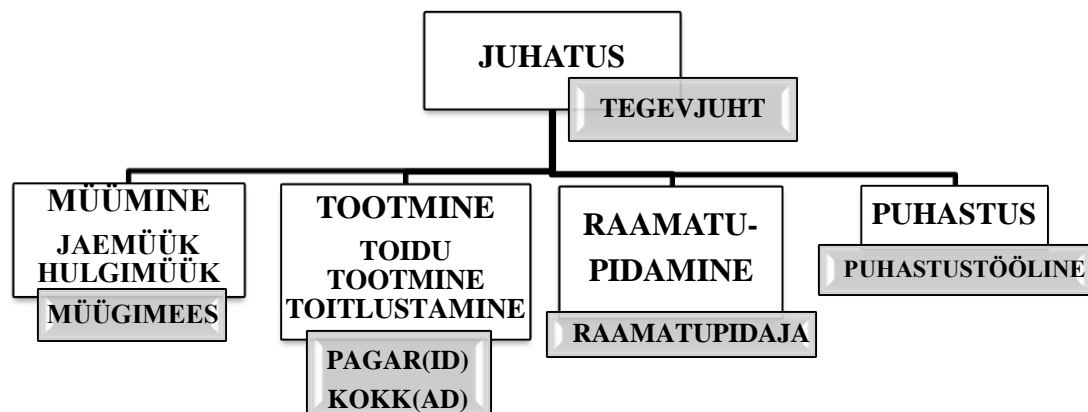 JUHATUS
TEGEVJUHT
MÜÜMINE
JAEMÜÜK
HULGIMÜÜK
MÜÜGIMEES
TOOTMINE
TOIDU
TOOTMINE
TOITLUSTAMINE
PAGAR(ID)
KOKK(AD)
RAAMATU-
PIDAMINE
RAAMATUPIDAJA
PUHASTUS
PUHASTUSTÖÖLINE